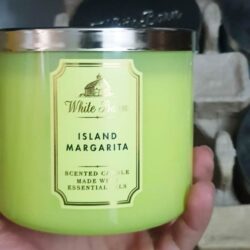 White Barn
ISLAND
MARGARITA
SCENTED CANDLE
MADE WITH
ESSENTIAL OILS